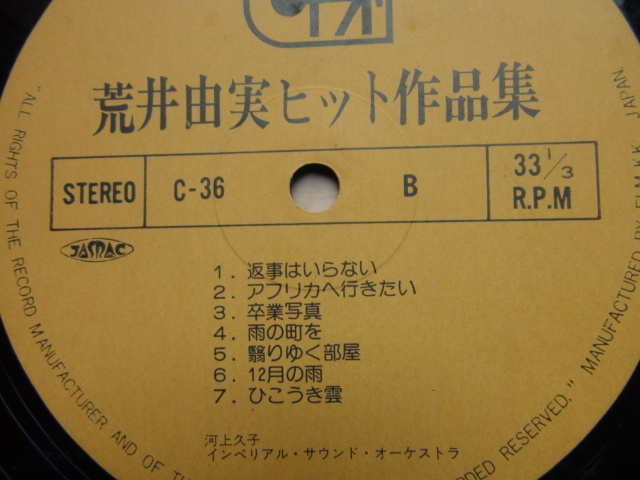 荒井由実ヒット作品集
STEREO C-36 B 33 1/3 R.P.M
JASRAC
1. 返事はいらない
2. アフリカへ行きたい
3. 卒業写真
4. 雨の町を
5. 翳りゆく部屋
6. 12月の雨
7. ひこうき雲
河上久子
インペリアル・サウンド・オーケストラ
"ALL RIGHTS OF THE RECORD MANUFACTURER AND OF THE
RECORDED RESERVED." MANUFACTURED BY
JAPAN.